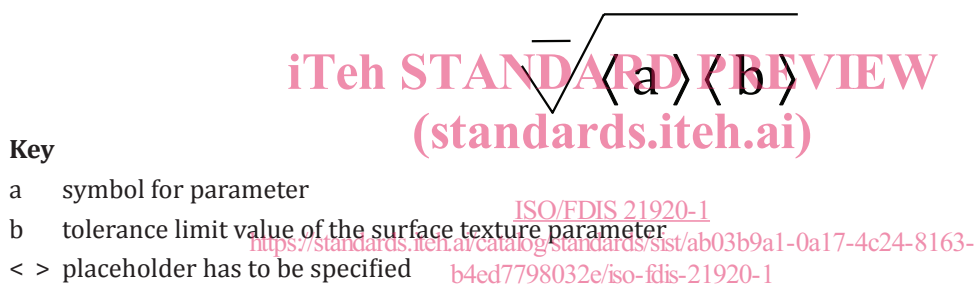 ⟨a⟩⟨b⟩
iTeh STANDARD PREVIEW
(standards.iteh.ai)
Key
a symbol for parameter
ISO/FDIS 21920-1
b tolerance limit value of the surface texture parameter
https://standards.iteh.ai/catalog/standards/sist/ab03b9a1-0a17-4c24-8163-
< > placeholder has to be specified
b4ed7798032e/iso-fdis-21920-1